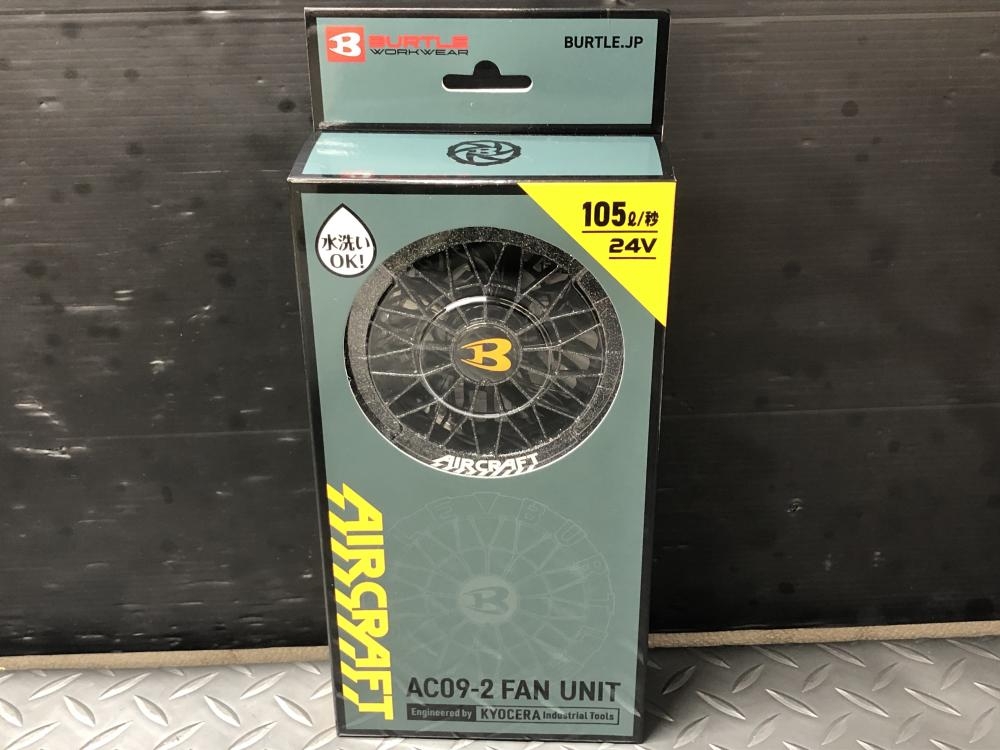 B BURTLE
WORKWEAR
BURTLE.JP
水洗い
OK!
105ℓ/秒
24V
B
AIRCRAFT
AIRCRAFT
B
AC09-2 FAN UNIT
Engineered by KYOCERA Industrial Tools